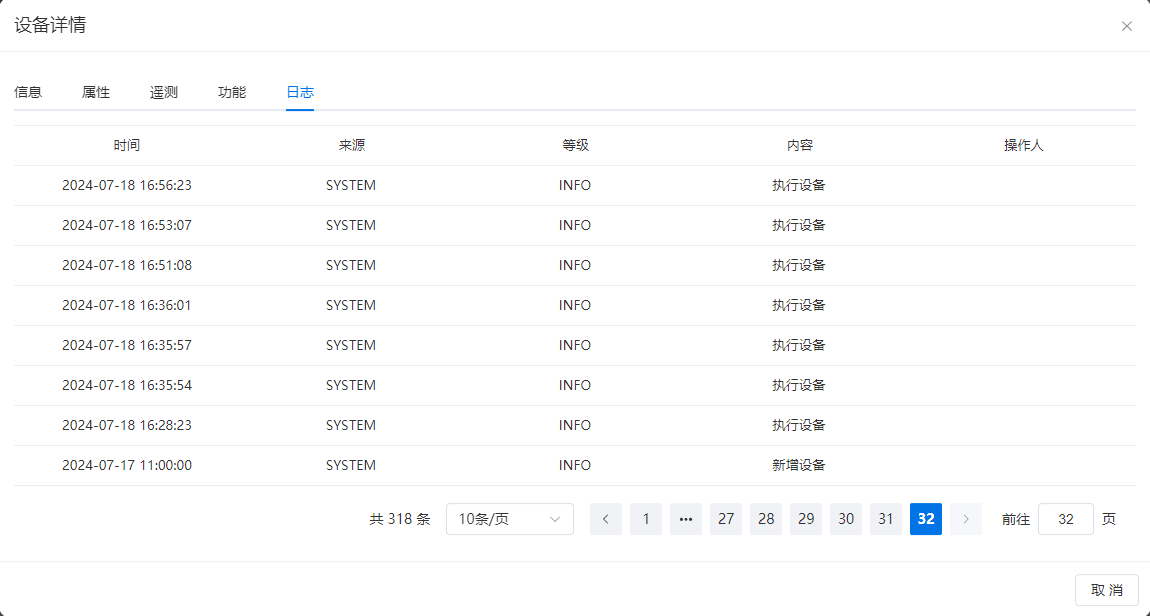 设备详情
信息 属性 遥测 功能 日志
时间 来源 等级 内容 操作人
2024-07-18 16:56:23 SYSTEM INFO 执行设备
2024-07-18 16:53:07 SYSTEM INFO 执行设备
2024-07-18 16:51:08 SYSTEM INFO 执行设备
2024-07-18 16:36:01 SYSTEM INFO 执行设备
2024-07-18 16:35:57 SYSTEM INFO 执行设备
2024-07-18 16:35:54 SYSTEM INFO 执行设备
2024-07-18 16:28:23 SYSTEM INFO 执行设备
2024-07-17 11:00:00 SYSTEM INFO 新增设备
共 318 条 10条/页 1 ••• 27 28 29 30 31 32 前往 32 页
取 消